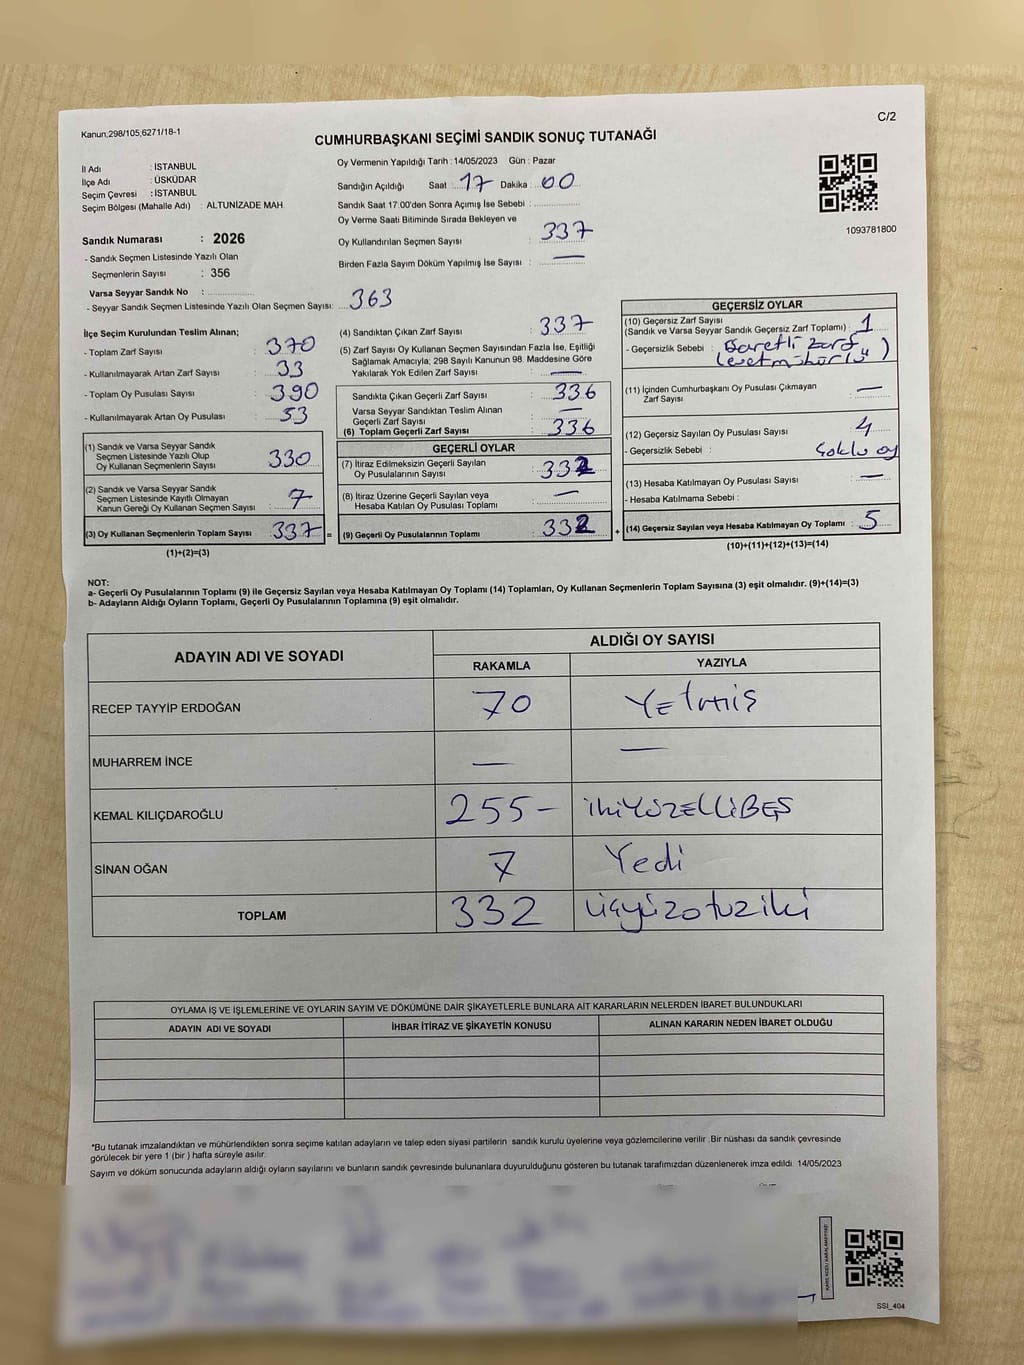 Kanun;298/105;6271/18-1
C/2
CUMHURBAŞKANI SEÇİMİ SANDIK SONUÇ TUTANAĞI
İl Adı : İSTANBUL
İlçe Adı : ÜSKÜDAR
Seçim Çevresi : İSTANBUL
Seçim Bölgesi (Mahalle Adı) : ALTUNİZADE MAH.
Sandık Numarası : 2026
- Sandık Seçmen Listesinde Yazılı Olan
Seçmenlerin Sayısı : 356
Varsa Seyyar Sandık No :
- Seyyar Sandık Seçmen Listesinde Yazılı Olan Seçmen Sayısı: 363
Oy Vermenin Yapıldığı Tarih : 14/05/2023 Gün : Pazar
Sandığın Açıldığı Saat : 17 Dakika : 00
Sandık Saat 17:00'den Sonra Açımış İse Sebebi :
Oy Verme Saati Bitiminde Sırada Bekleyen ve
Oy Kullandırılan Seçmen Sayısı : 337
Birden Fazla Sayım Döküm Yapılmış İse Sayısı : —
1093781800
İlçe Seçim Kurulundan Teslim Alınan;
- Toplam Zarf Sayısı : 370
- Kullanılmayarak Artan Zarf Sayısı : 33
- Toplam Oy Pusulası Sayısı : 390
- Kullanılmayarak Artan Oy Pusulası : 53
(1) Sandık ve Varsa Seyyar Sandık
Seçmen Listesinde Yazılı Olup
Oy Kullanan Seçmenlerin Sayısı : 330
(2) Sandık ve Varsa Seyyar Sandık
Seçmen Listesinde Kayıtlı Olmayan
Kanun Gereği Oy Kullanan Seçmen Sayısı : 7
(3) Oy Kullanan Seçmenlerin Toplam Sayısı : 337 =
(1)+(2)=(3)
(4) Sandıktan Çıkan Zarf Sayısı : 337
(5) Zarf Sayısı Oy Kullanan Seçmen Sayısından Fazla İse, Eşitliği
Sağlamak Amacıyla; 298 Sayılı Kanunun 98. Maddesine Göre
Yakılarak Yok Edilen Zarf Sayısı : —
Sandıkta Çıkan Geçerli Zarf Sayısı : 336
Varsa Seyyar Sandıktan Teslim Alınan
Geçerli Zarf Sayısı : —
(6) Toplam Geçerli Zarf Sayısı : 336
GEÇERLİ OYLAR
(7) İtiraz Edilmeksizin Geçerli Sayılan
Oy Pusulalarının Sayısı : 332
(8) İtiraz Üzerine Geçerli Sayılan veya
Hesaba Katılan Oy Pusulaları Toplamı : —
(9) Geçerli Oy Pusulalarının Toplamı : 332 +
GEÇERSİZ OYLAR
(10) Geçersiz Zarf Sayısı
(Sandık ve Varsa Seyyar Sandık Geçersiz Zarf Toplamı) : 1
- Geçersizlik Sebebi : (İşaretli zarf
(evet mühürlü)
(11) İçinden Cumhurbaşkanı Oy Pusulası Çıkmayan
Zarf Sayısı : —
(12) Geçersiz Sayılan Oy Pusulası Sayısı : 4
- Geçersizlik Sebebi : Çoklu oy
(13) Hesaba Katılmayan Oy Pusulası Sayısı : —
- Hesaba Katılmama Sebebi :
(14) Geçersiz Sayılan veya Hesaba Katılmayan Oy Toplamı : 5
(10)+(11)+(12)+(13)=(14)
NOT:
a- Geçerli Oy Pusulalarının Toplamı (9) ile Geçersiz Sayılan veya Hesaba Katılmayan Oy Toplamı (14) Toplamları, Oy Kullanan Seçmenlerin Toplam Sayısına (3) eşit olmalıdır. (9)+(14)=(3)
b- Adayların Aldığı Oyların Toplamı, Geçerli Oy Pusulalarının Toplamına (9) eşit olmalıdır.
ADAYIN ADI VE SOYADI
ALDIĞI OY SAYISI
RAKAMLA YAZIYLA
RECEP TAYYİP ERDOĞAN 70 Yetmiş
MUHARREM İNCE — —
KEMAL KILIÇDAROĞLU 255- İKİYÜZELLİBEŞ
SİNAN OĞAN 7 Yedi
TOPLAM 332 üçyüzotuziki
OYLAMA İŞ VE İŞLEMLERİNE VE OYLARIN SAYIM VE DÖKÜMÜNE DAİR ŞİKAYETLERLE BUNLARA AİT KARARLARIN NELERDEN İBARET BULUNDUKLARI
ADAYIN ADI VE SOYADI İHBAR İTİRAZ VE ŞİKAYETİN KONUSU ALINAN KARARIN NEDEN İBARET OLDUĞU
*Bu tutanak imzalandıktan ve mühürlendikten sonra seçime katılan adayların ve talep eden siyasi partilerin sandık kurulu üyelerine veya gözlemcilerine verilir. Bir nüshası da sandık çevresinde
görülecek bir yere 1 (bir ) hafta süreyle asılır.
Sayım ve döküm sonucunda adayların aldığı oyların sayılarını ve bunların sandık çevresinde bulunanlara duyurulduğunu gösteren bu tutanak tarafımızdan düzenlenerek imza edildi. 14/05/2023
SSI_404